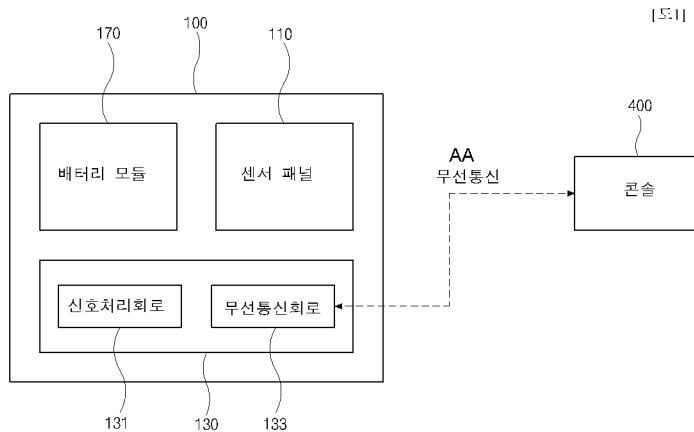 [도1]
170
100
110
400
배터리 모듈
센서 패널
AA
무선통신
콘솔
신호처리회로
무선통신회로
131
130
133